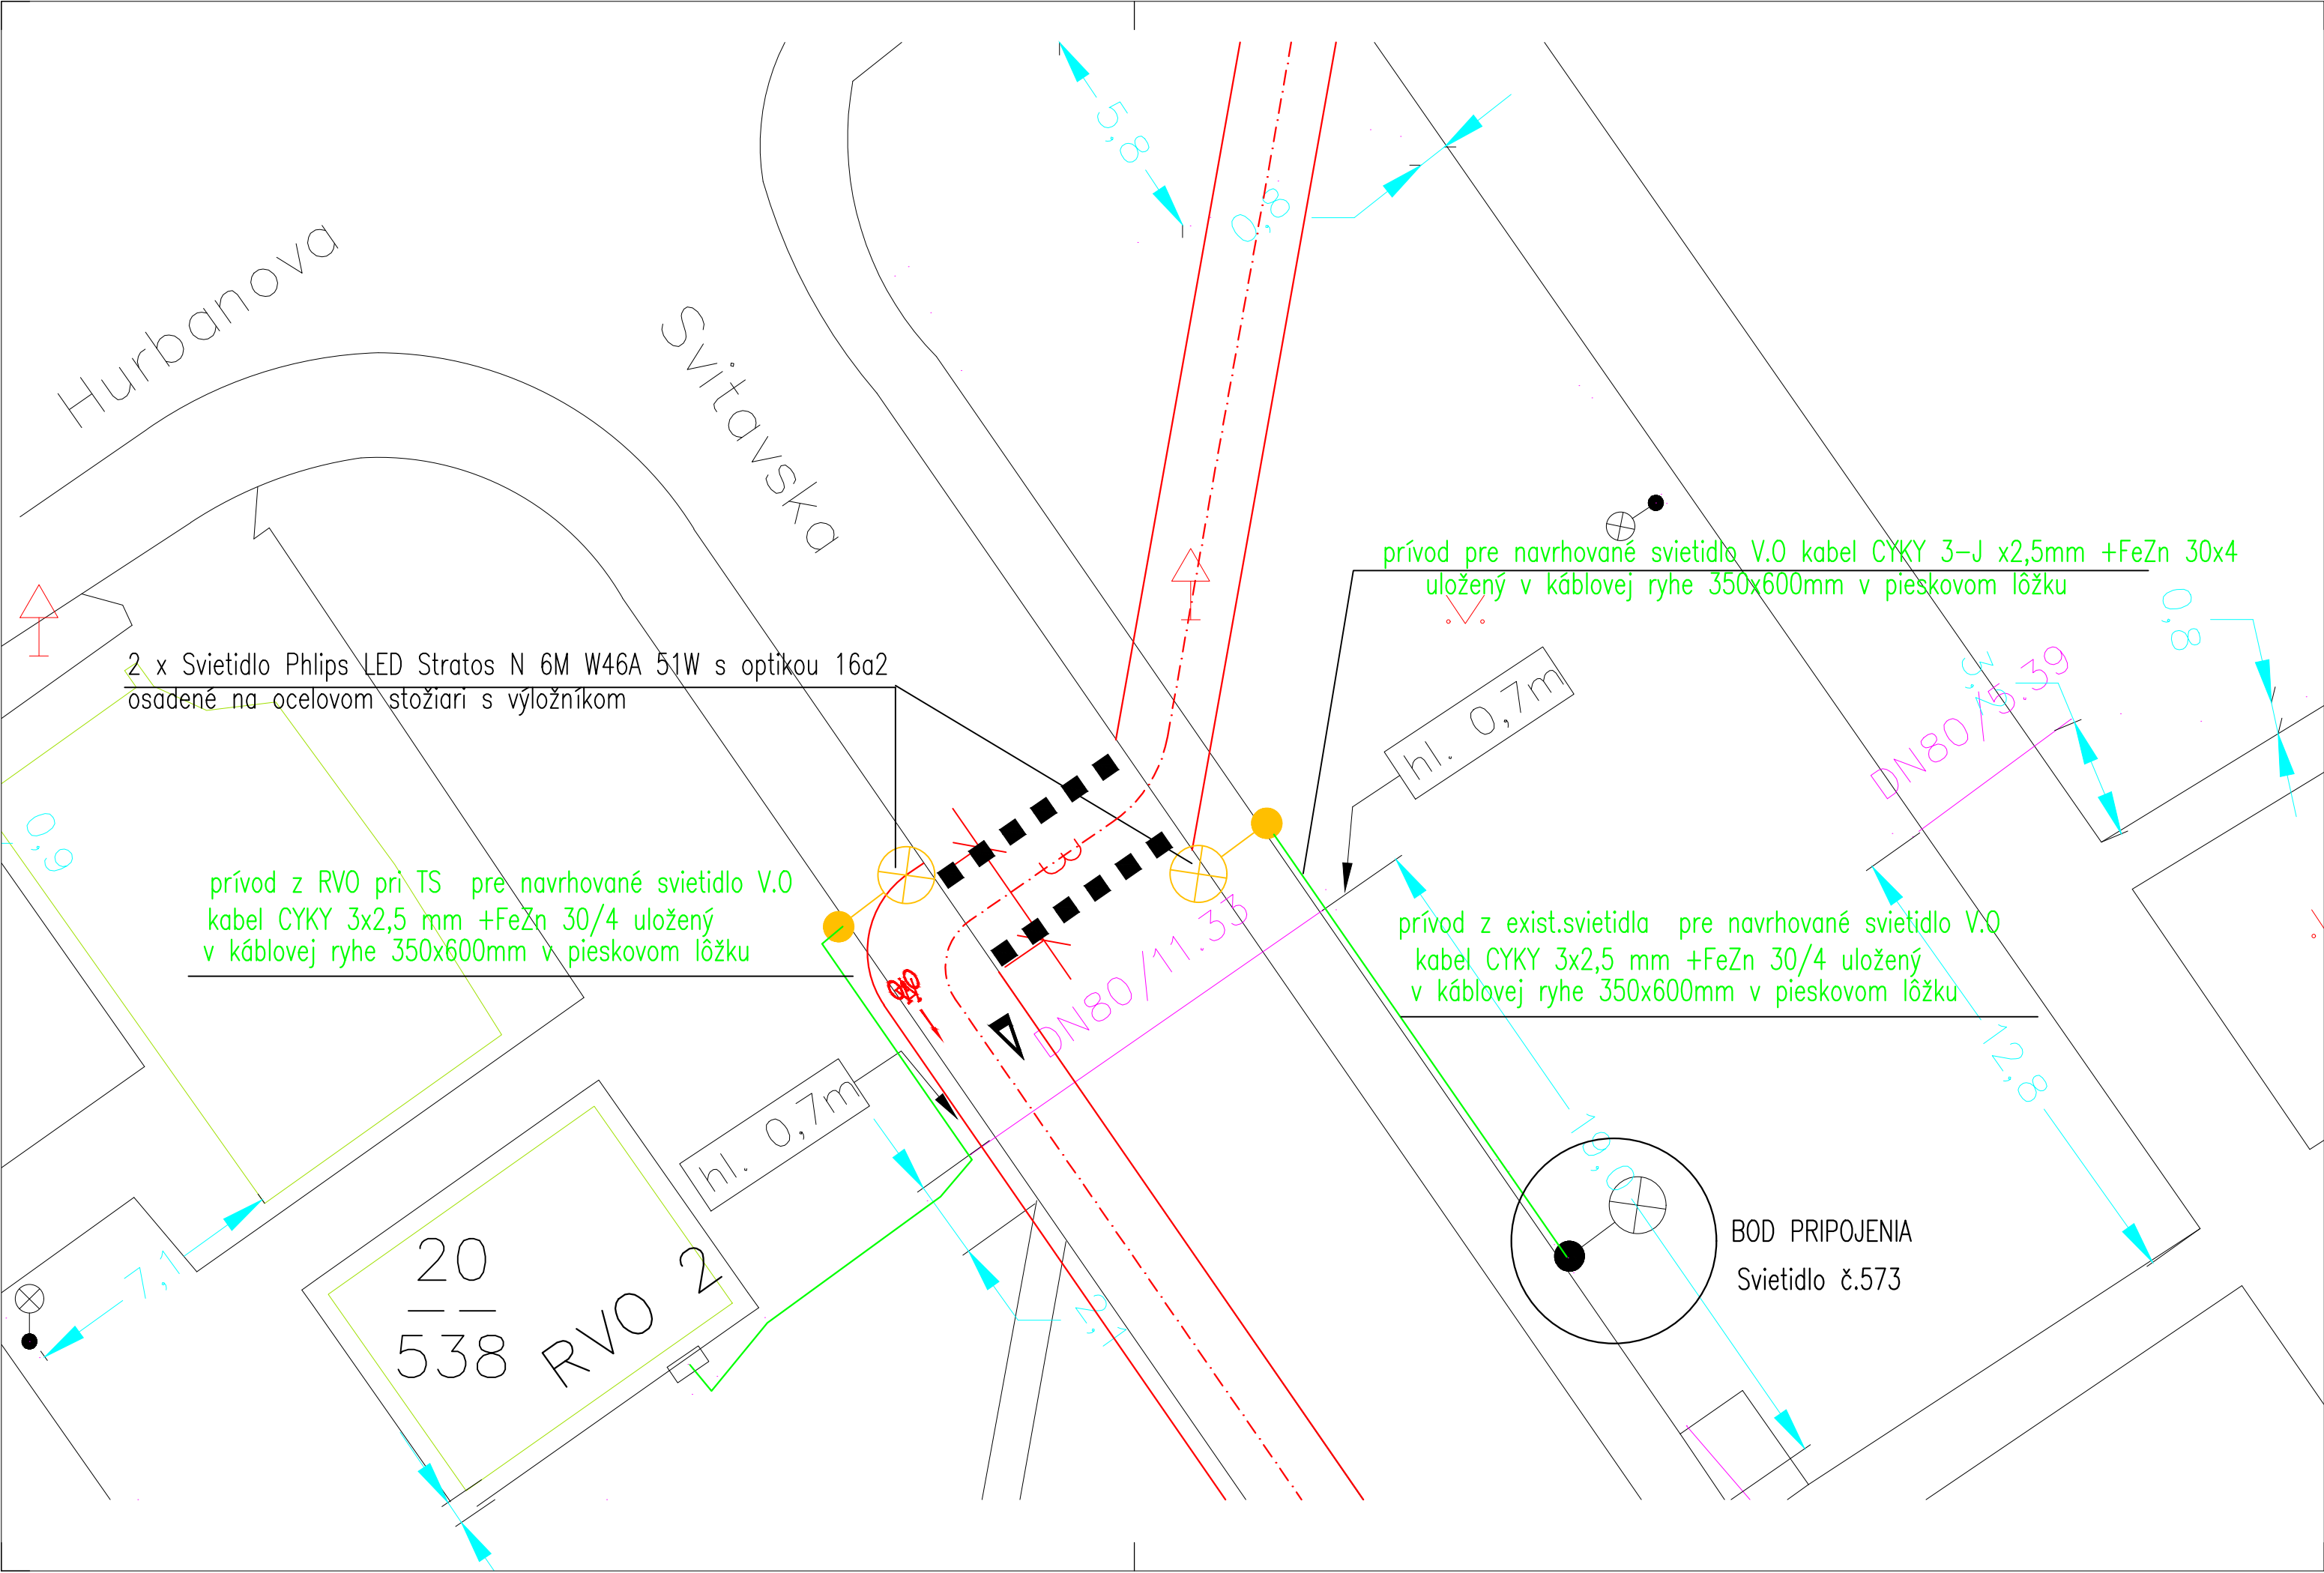 5,8
0,8
Hurbanova
Svitavska
prívod pre navrhované svietidlo V.O kabel CYKY 3-J x2,5mm +FeZn 30x4
uložený v káblovej ryhe 350x600mm v pieskovom lôžku
0,8
2 x Svietidlo Phlips LED Stratos N 6M W46A 51W s optikou 16a2
osadené na ocelovom stožiari s výložníkom
hl. 0,7m
DN80/5.39
0,9
3
prívod z RVO pri TS pre navrhované svietidlo V.O
kabel CYKY 3x2,5 mm +FeZn 30/4 uložený
v káblovej ryhe 350x600mm v pieskovom lôžku
DN80/11.33
prívod z exist.svietidla pre navrhované svietidlo V.O
kabel CYKY 3x2,5 mm +FeZn 30/4 uložený
v káblovej ryhe 350x600mm v pieskovom lôžku
hl. 0,7m
12,8
19,0
7,1
20
538
RVO 2
2,1
BOD PRIPOJENIA
Svietidlo č.573